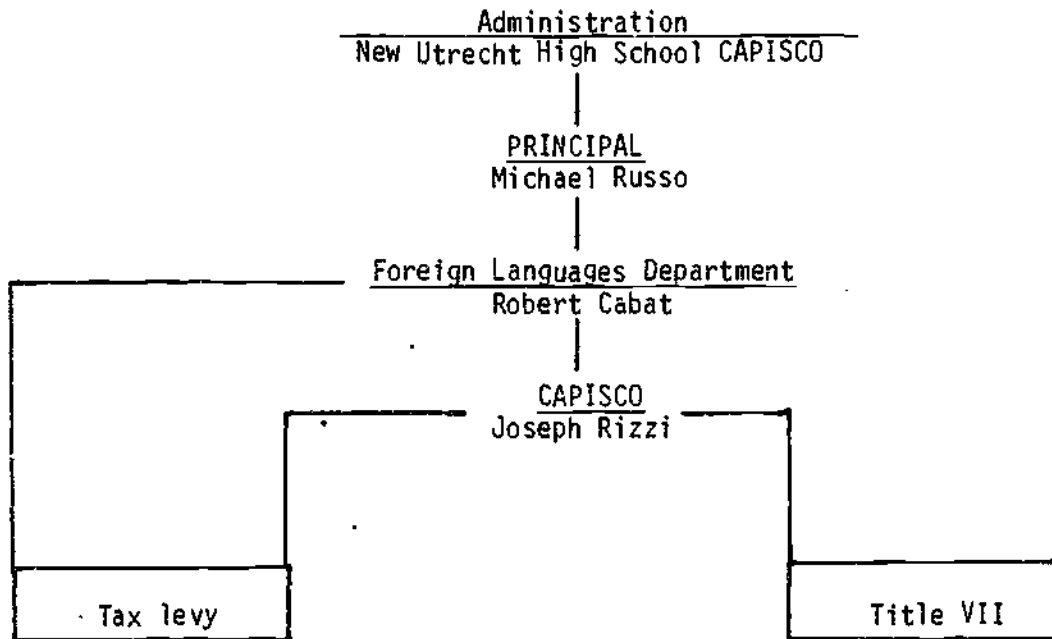 Administration
New Utrecht High School CAPISCO
PRINCIPAL
Michael Russo
Foreign Languages Department
Robert Cabat
CAPISCO
Joseph Rizzi
Tax levy
Title VII